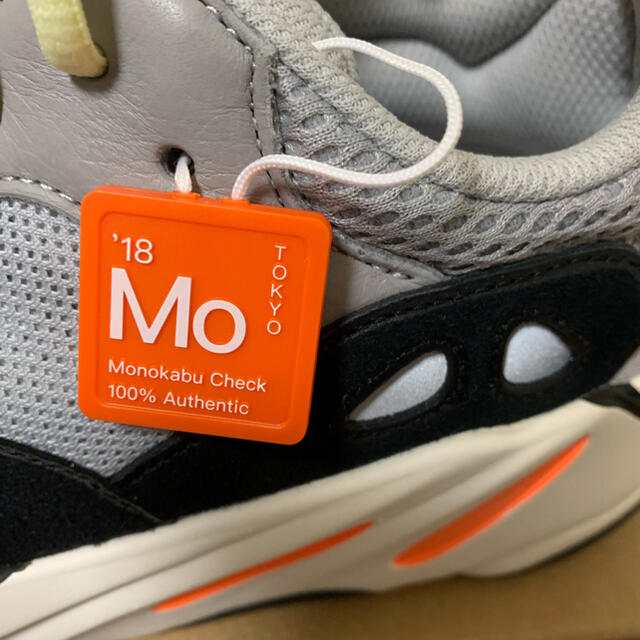 '18
TOKYO
Mo
Monokabu Check
100% Authentic